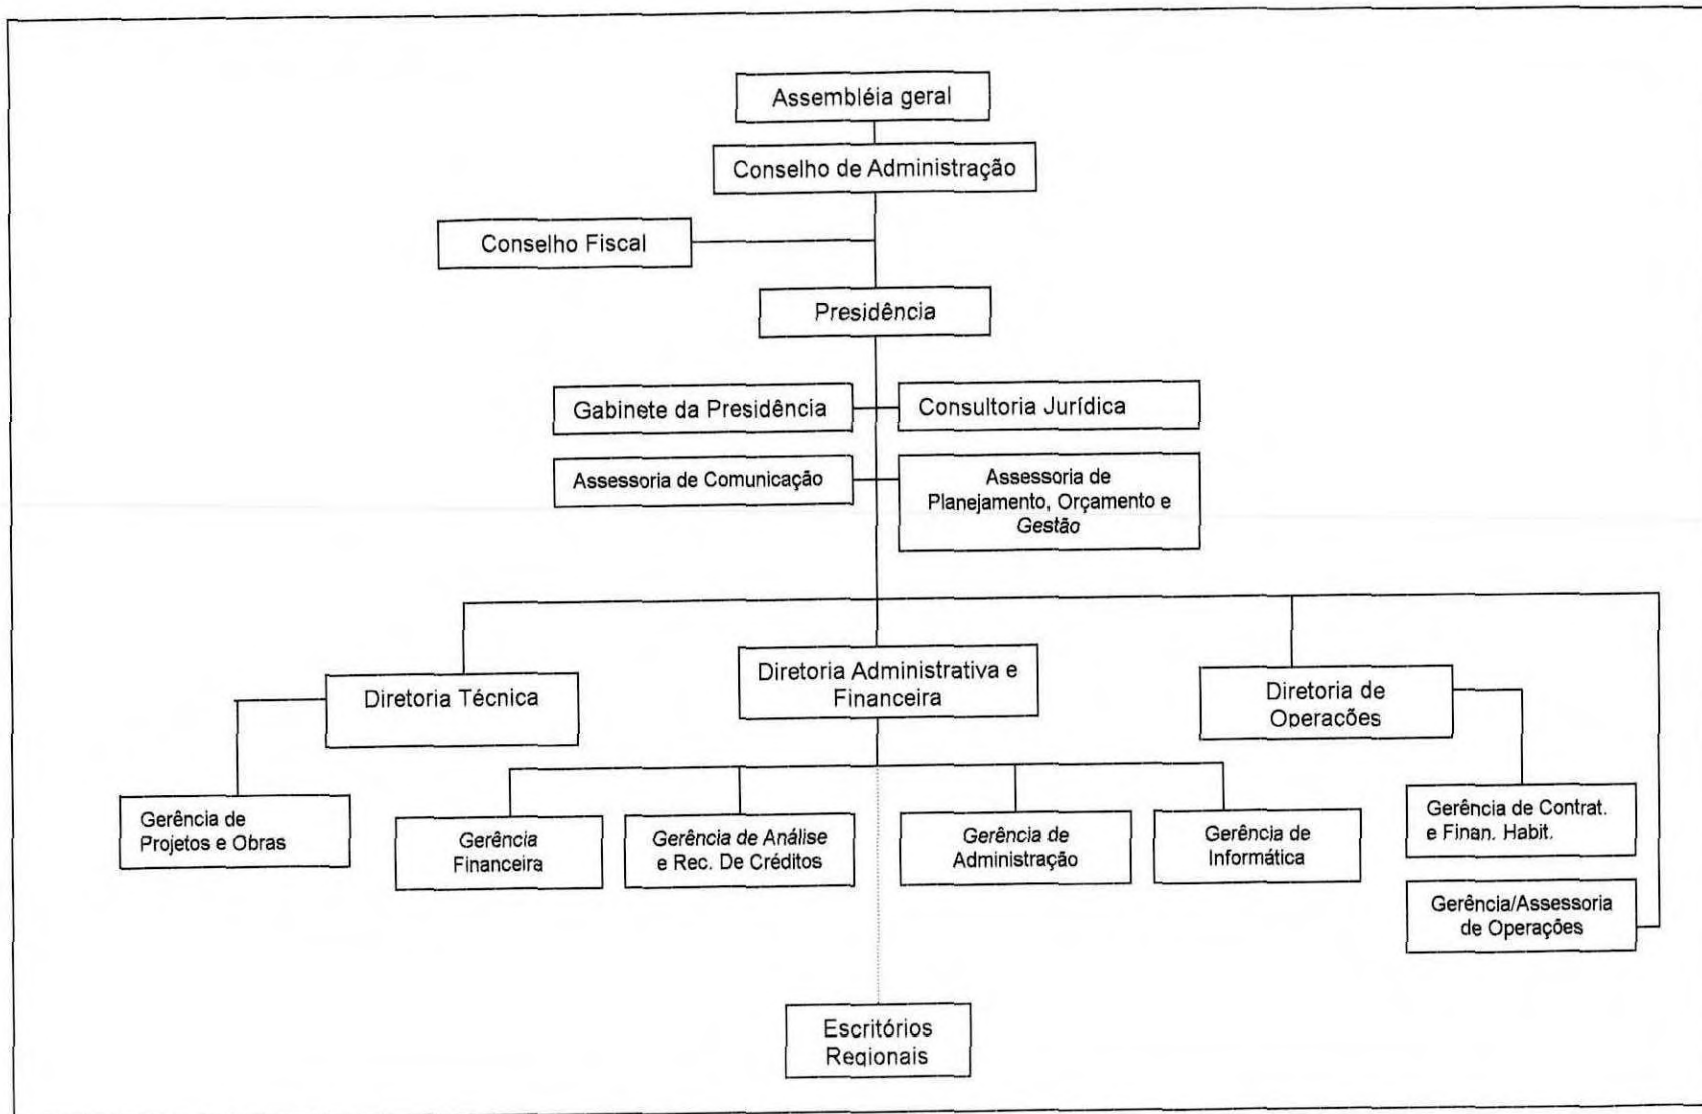 Assembléia geral
Conselho de Administração
Conselho Fiscal
Presidência
Gabinete da Presidência
Consultoria Jurídica
Assessoria de Comunicação
Assessoria de
Planejamento, Orçamento e
Gestão
Diretoria Técnica
Diretoria Administrativa e
Financeira
Diretoria de
Operações
Gerência de
Projetos e Obras
Gerência
Financeira
Gerência de Análise
e Rec. De Créditos
Gerência de
Administração
Gerência de
Informática
Gerência de Contrat.
e Finan. Habit.
Gerência/Assessoria
de Operações
Escritórios
Regionais